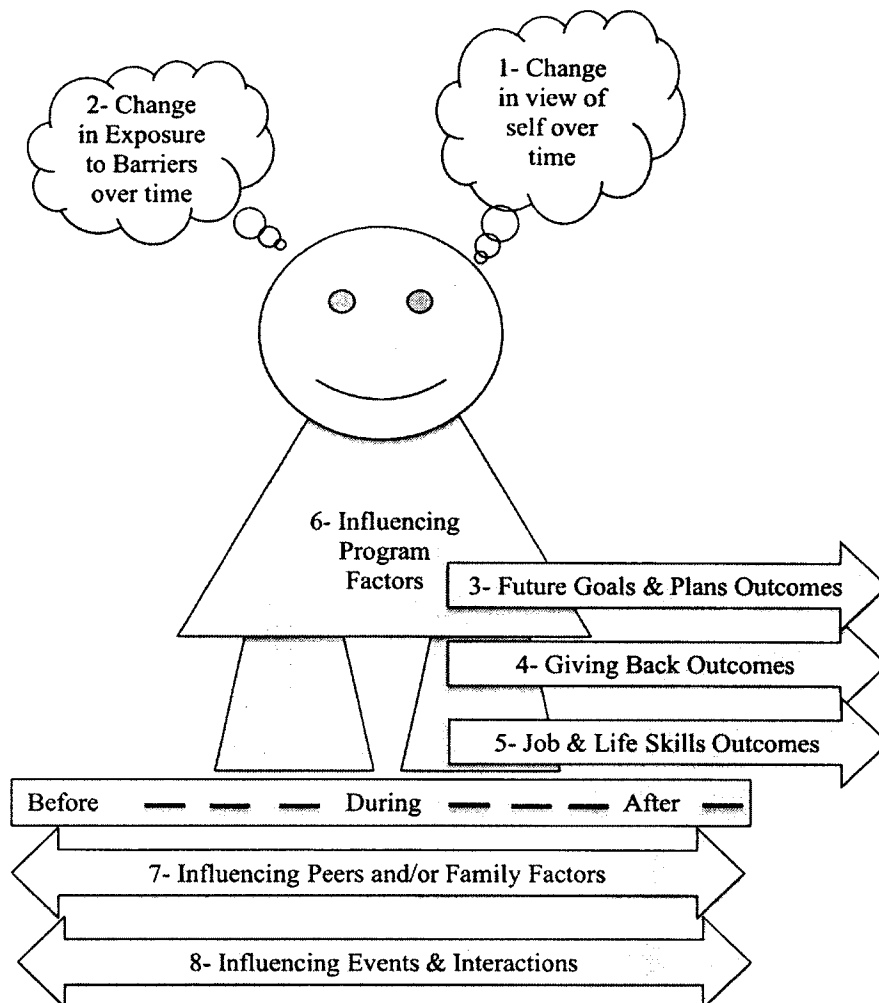 1- Change
in view of
self over
time
2- Change
in Exposure
to Barriers
over time
6- Influencing
Program
Factors
3- Future Goals & Plans Outcomes
4- Giving Back Outcomes
5- Job & Life Skills Outcomes
Before During After
7- Influencing Peers and/or Family Factors
8- Influencing Events & Interactions